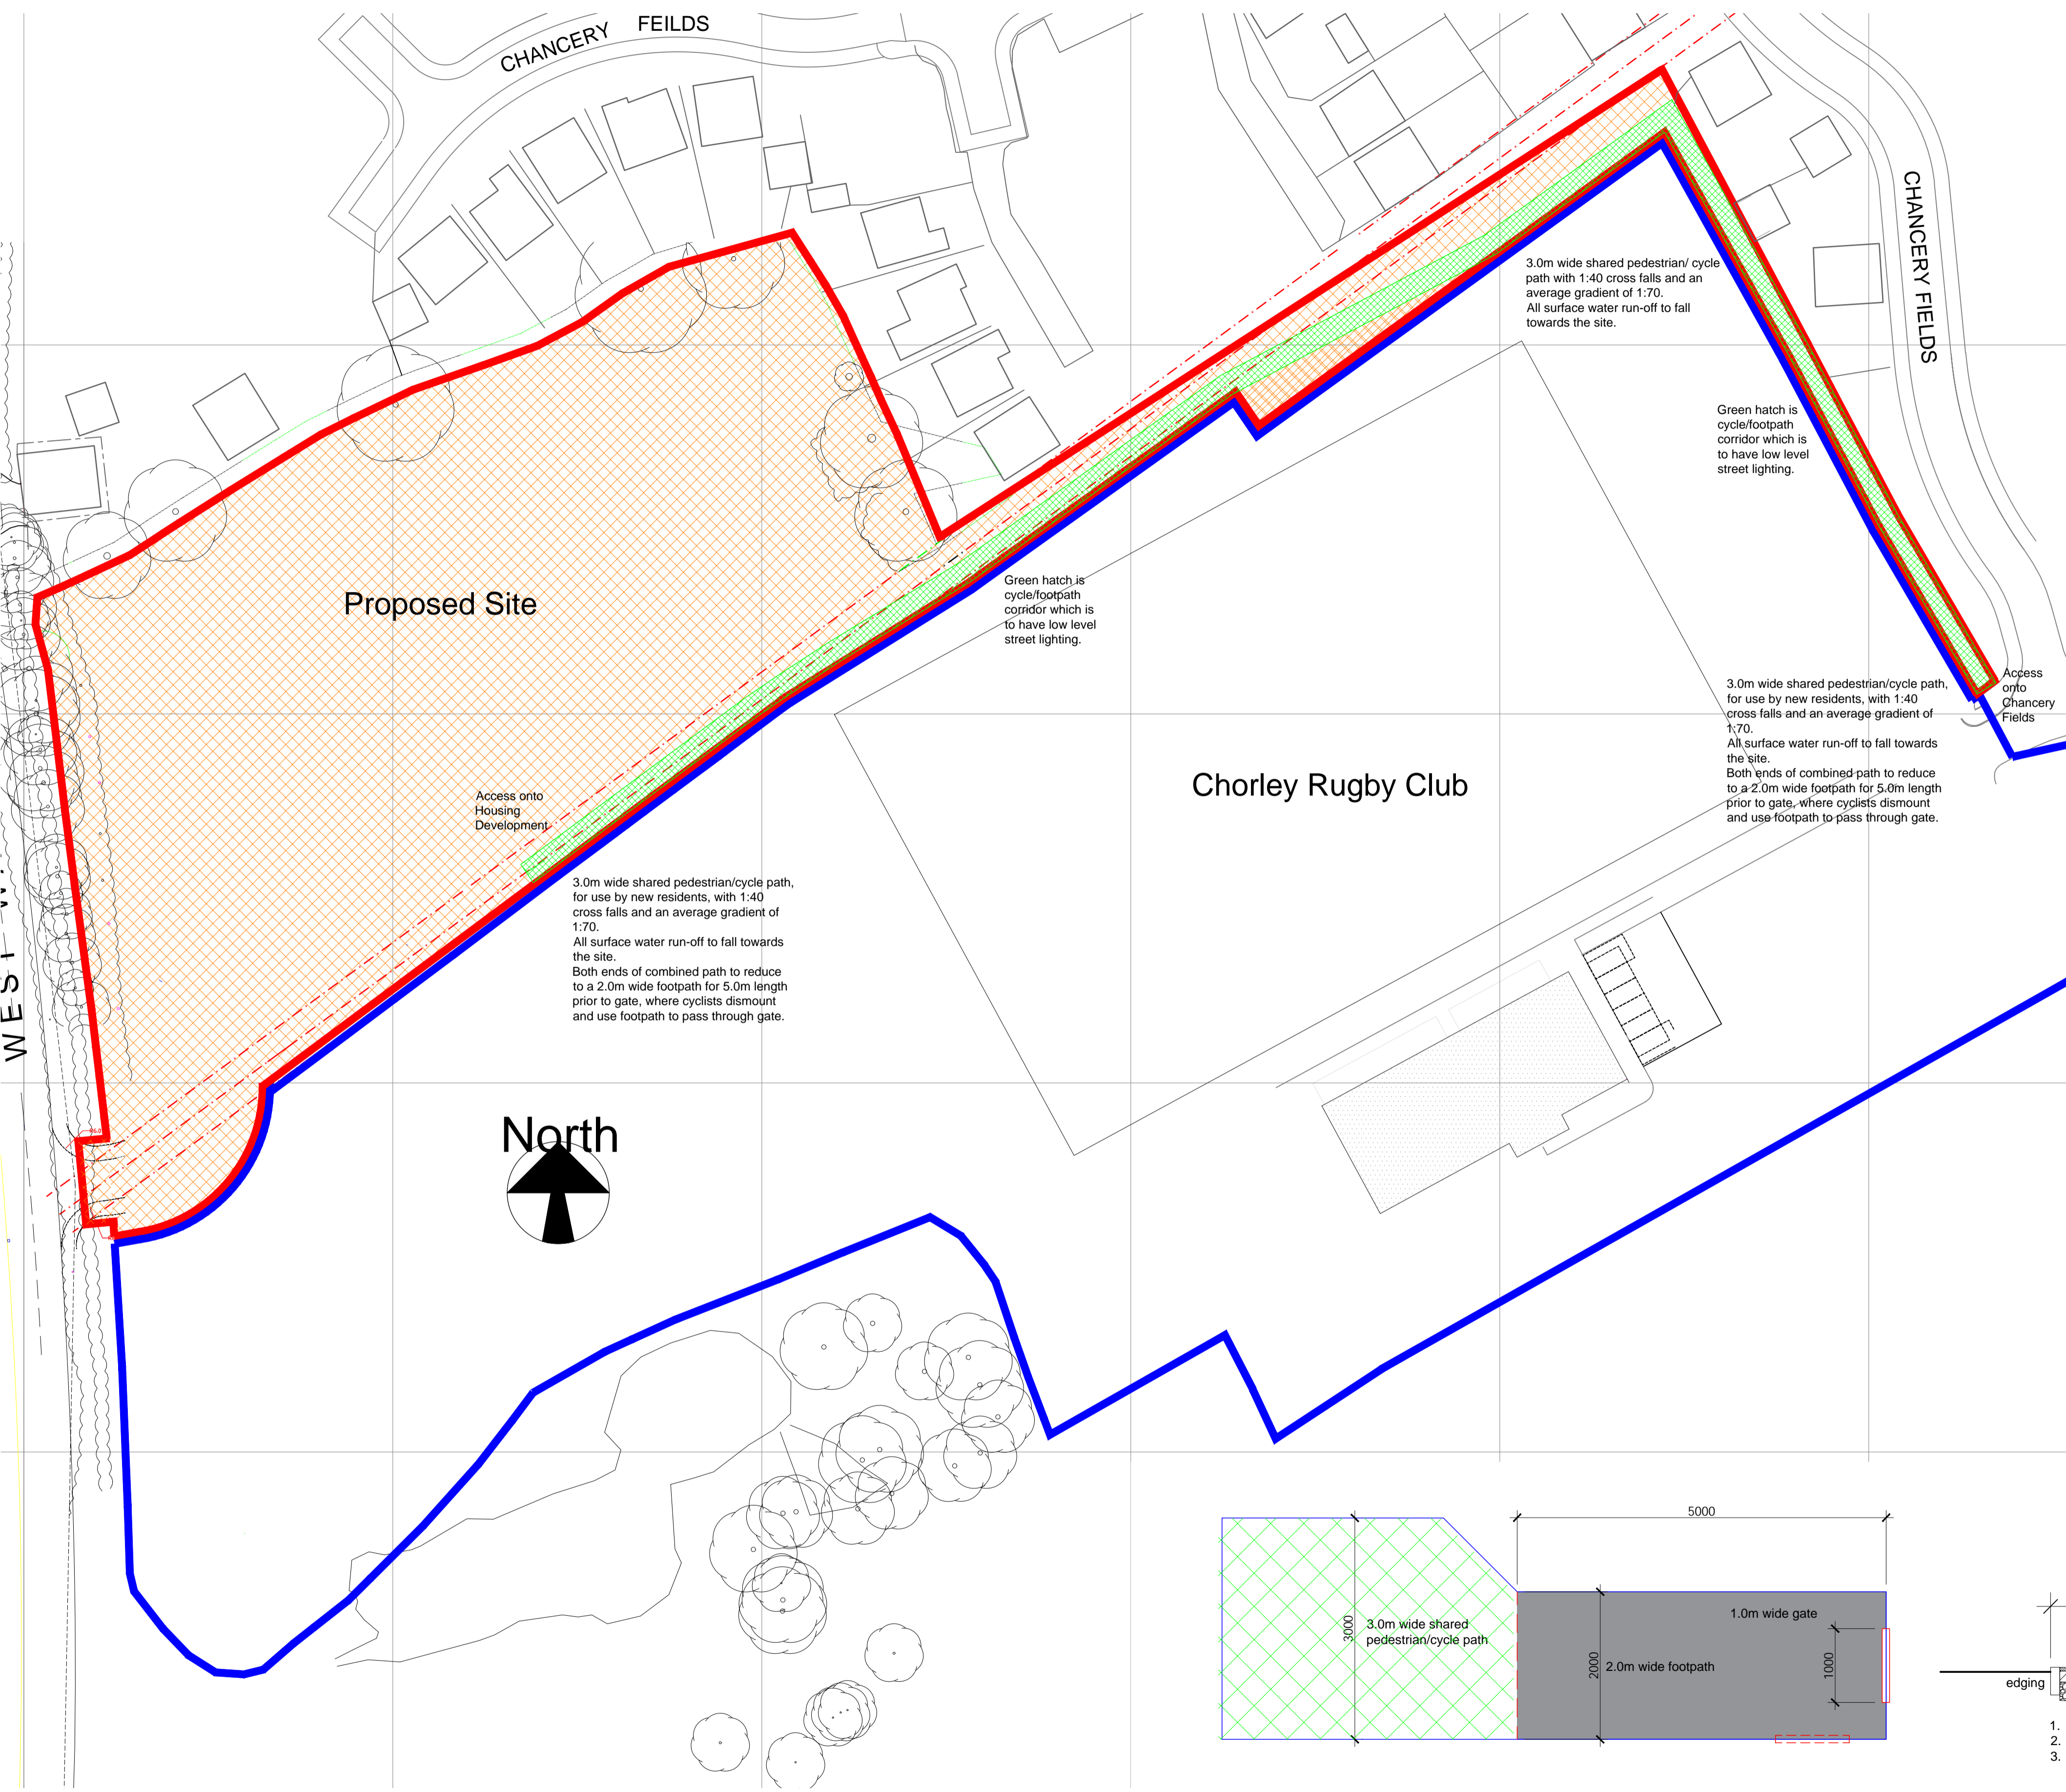 CHANCERY FEILDS
CHANCERY FIELDS
3.0m wide shared pedestrian/ cycle
path with 1:40 cross falls and an
average gradient of 1:70.
All surface water run-off to fall
towards the site.
Green hatch is
cycle/footpath
corridor which is
to have low level
street lighting.
Proposed Site
Green hatch is
cycle/footpath
corridor which is
to have low level
street lighting.
Access
onto
Chancery
Fields
3.0m wide shared pedestrian/cycle path,
for use by new residents, with 1:40
cross falls and an average gradient of
1:70.
All surface water run-off to fall towards
the site.
Both ends of combined path to reduce
to a 2.0m wide footpath for 5.0m length
prior to gate, where cyclists dismount
and use footpath to pass through gate.
Chorley Rugby Club
Access onto
Housing
Development
3.0m wide shared pedestrian/cycle path,
for use by new residents, with 1:40
cross falls and an average gradient of
1:70.
All surface water run-off to fall towards
the site.
Both ends of combined path to reduce
to a 2.0m wide footpath for 5.0m length
prior to gate, where cyclists dismount
and use footpath to pass through gate.
WEST
North
5000
3000
3.0m wide shared
pedestrian/cycle path
2000
2.0m wide footpath
1.0m wide gate
1000
edging
1.
2.
3.